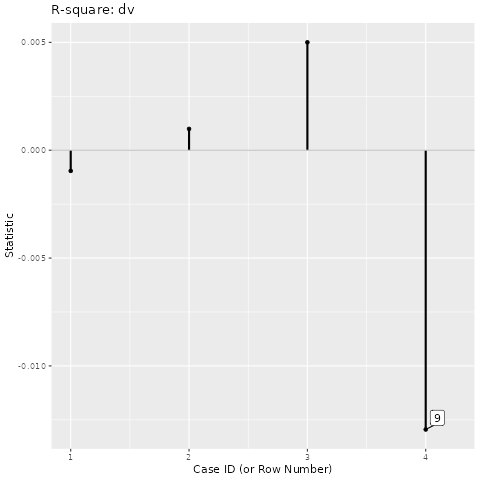 R-square: dv
0.005
0.000
-0.005
-0.010
Statistic
9
1 2 3 4
Case ID (or Row Number)